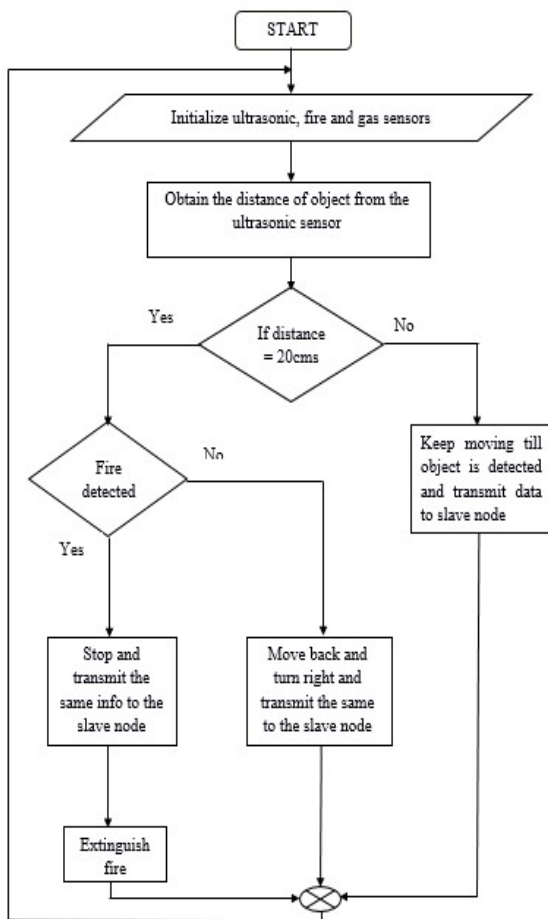 START
Initialize ultrasonic, fire and gas sensors
Obtain the distance of object from the
ultrasonic sensor
Yes
If distance
= 20cms
No
Fire
detected
No
Keep moving till
object is detected
and transmit data
to slave node
Yes
Stop and
transmit the
same info to the
slave node
Move back and
turn right and
transmit the same
to the slave node
Extinguish
fire